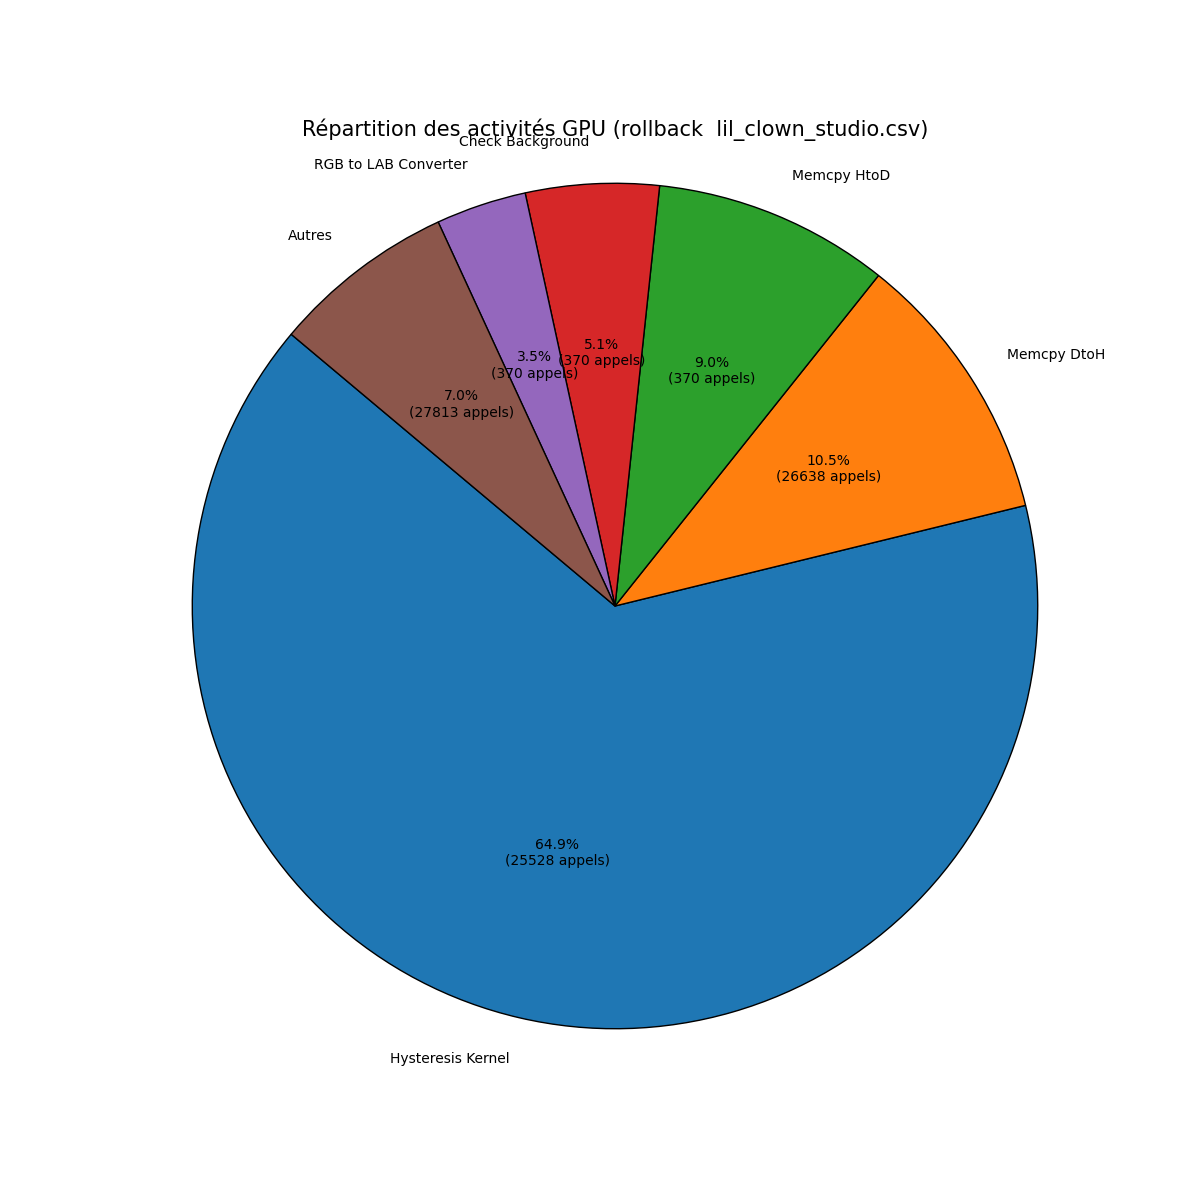 Répartition des activités GPU (rollback  lil_clown_studio.csv)
Check Background
RGB to LAB Converter
Memcpy HtoD
Autres
Memcpy DtoH
5.1%
(370 appels)
3.5%
(370 appels)
9.0%
(370 appels)
7.0%
(27813 appels)
10.5%
(26638 appels)
64.9%
(25528 appels)
Hysteresis Kernel